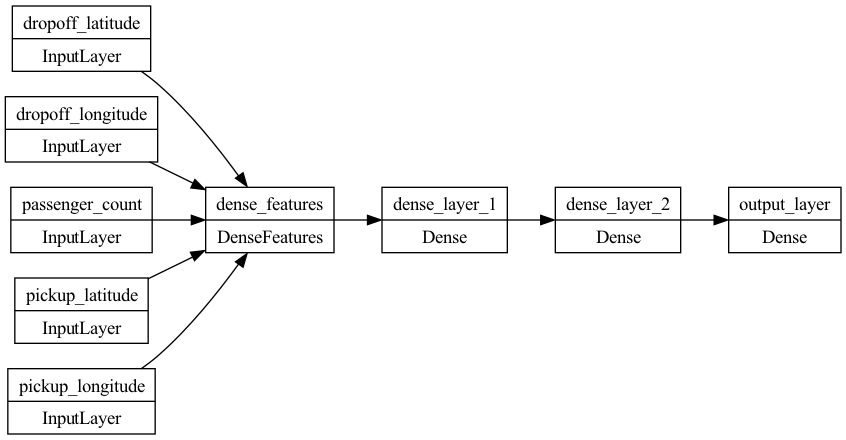 dropoff_latitude
InputLayer
dropoff_longitude
InputLayer
passenger_count
InputLayer
pickup_latitude
InputLayer
pickup_longitude
InputLayer
dense_features
DenseFeatures
dense_layer_1
Dense
dense_layer_2
Dense
output_layer
Dense